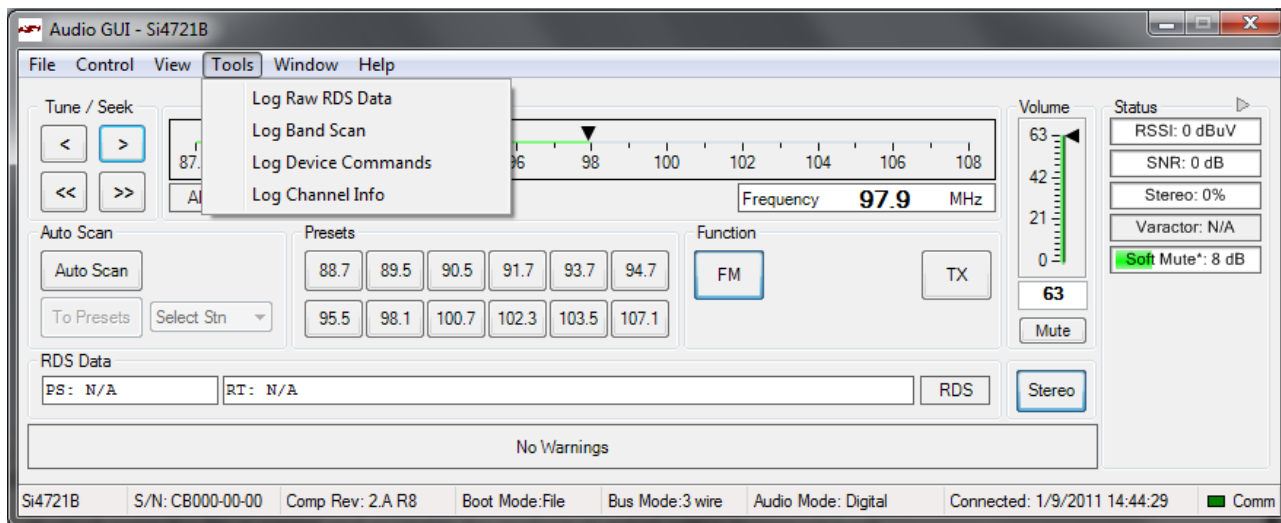 Audio GUI - Si4721B
File Control View Tools Window Help
Log Raw RDS Data
Log Band Scan
Log Device Commands
Log Channel Info
Tune / Seek
< >
<< >>
87. 96 98 100 102 104 106 108
Frequency 97.9 MHz
Auto Scan
Auto Scan
To Presets Select Stn
Presets
88.7 89.5 90.5 91.7 93.7 94.7
95.5 98.1 100.7 102.3 103.5 107.1
Function
FM TX
Volume
63
42
21
0
63
Mute
Status
RSSI: 0 dBuV
SNR: 0 dB
Stereo: 0%
Varactor: N/A
Soft Mute*: 8 dB
RDS Data
PS: N/A RT: N/A RDS
Stereo
No Warnings
Si4721B S/N: CB000-00-00 Comp Rev: 2.A R8 Boot Mode:File Bus Mode:3 wire Audio Mode: Digital Connected: 1/9/2011 14:44:29 Comm